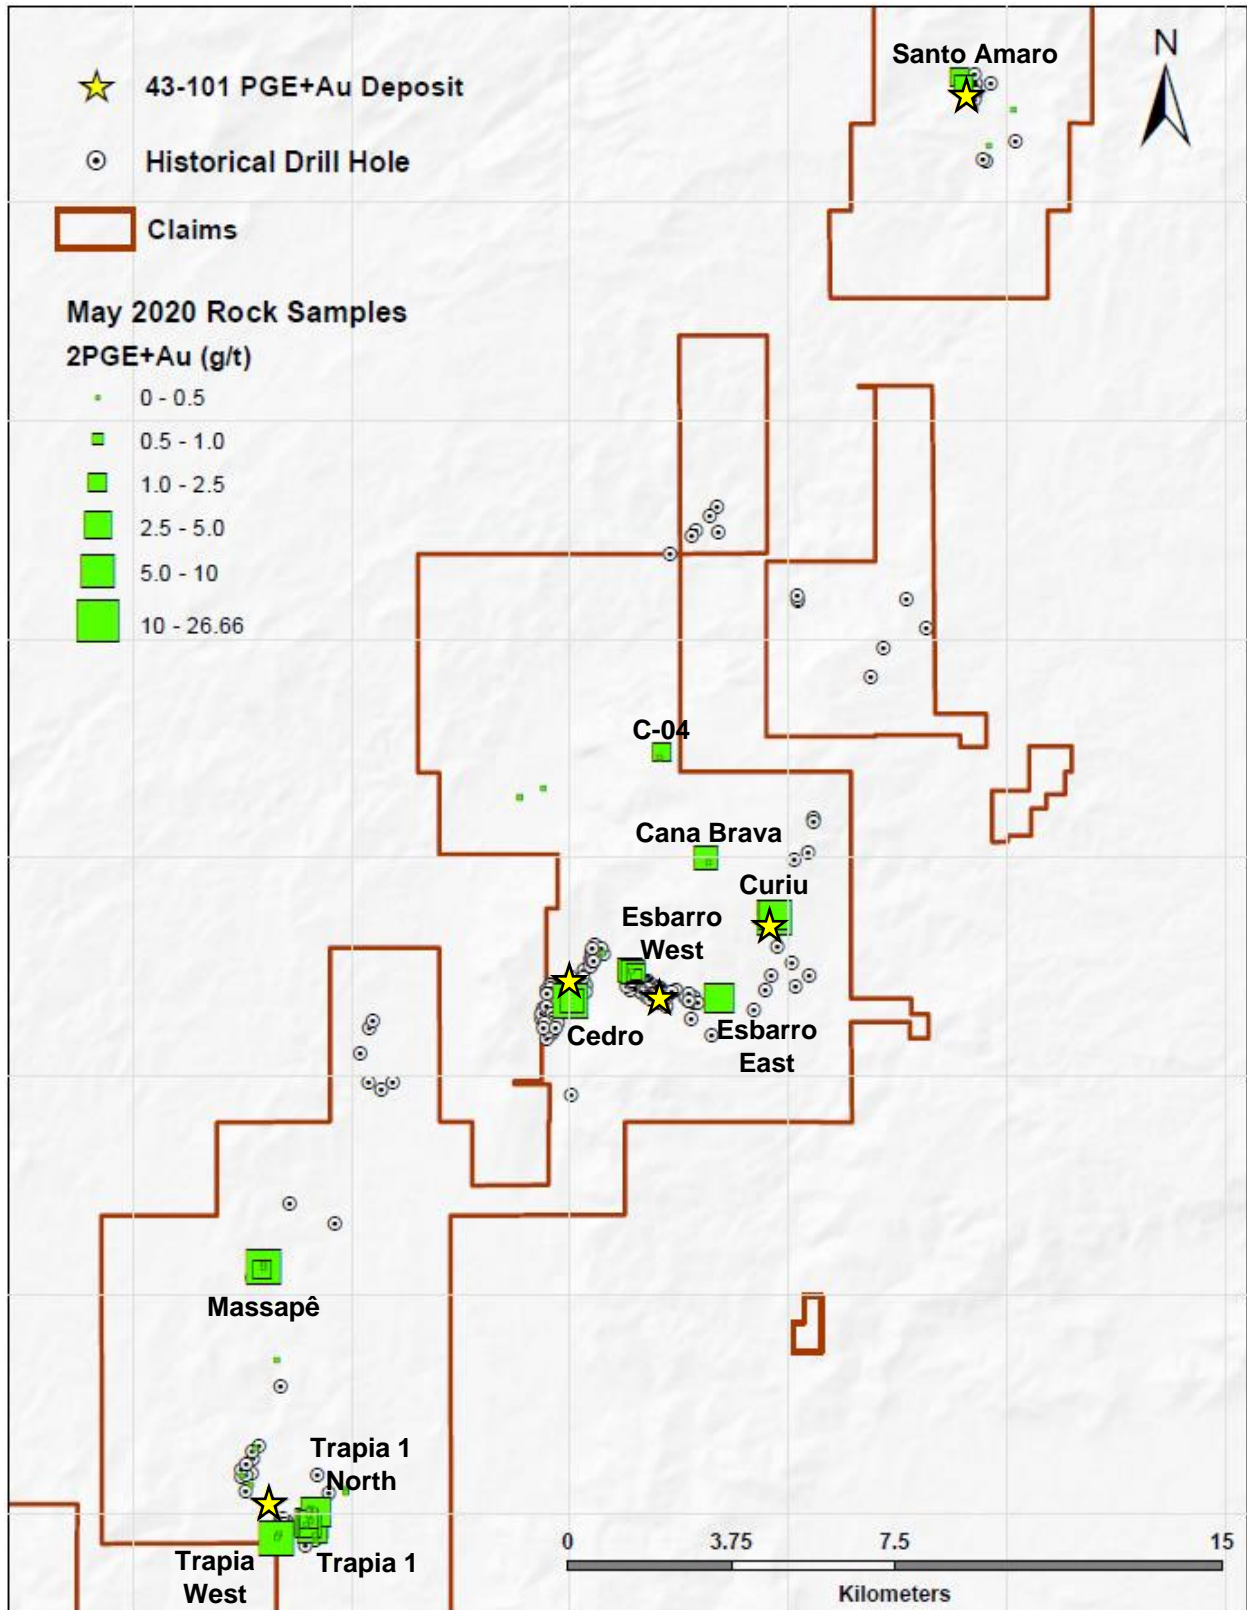 Santo Amaro
N
43-101 PGE+Au Deposit
Historical Drill Hole
Claims
May 2020 Rock Samples
2PGE+Au (g/t)
0 - 0.5
0.5 - 1.0
1.0 - 2.5
2.5 - 5.0
5.0 - 10
10 - 26.66
C-04
Cana Brava
Curiu
Esbarro
West
Cedro
Esbarro
East
Massapê
Trapia 1
North
Trapia
West
Trapia 1
0 3.75 7.5 15
Kilometers